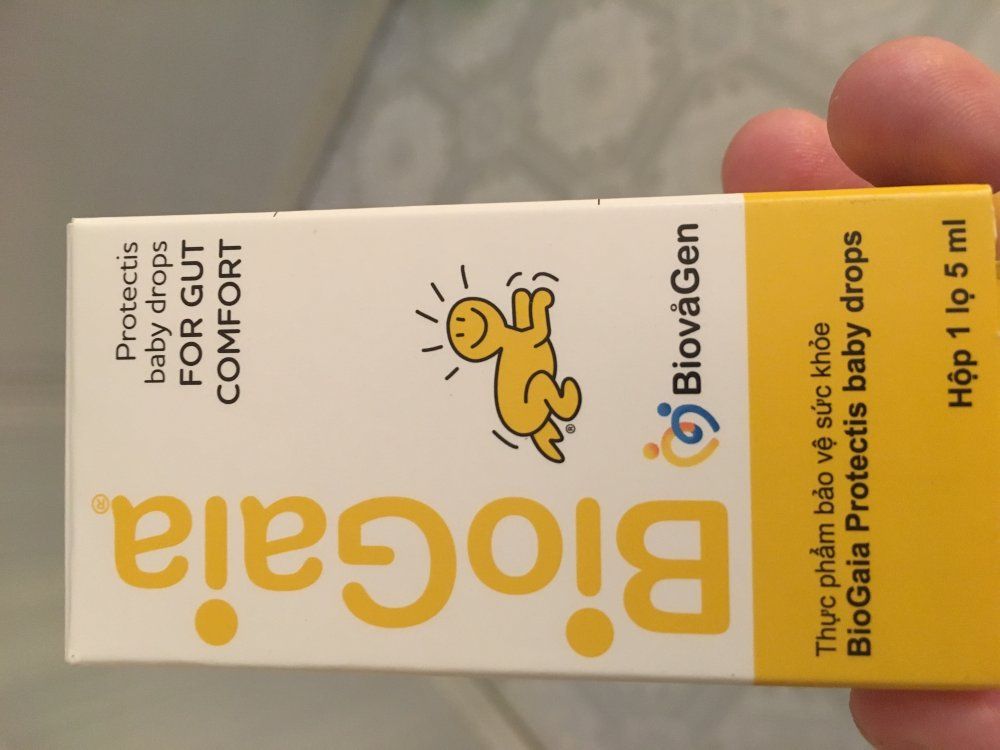 BioGaia®
Protectis
baby drops
FOR GUT
COMFORT
®
BiovåGen
Thực phẩm bảo vệ sức khỏe
BioGaia Protectis baby drops
Hộp 1 lọ 5 ml